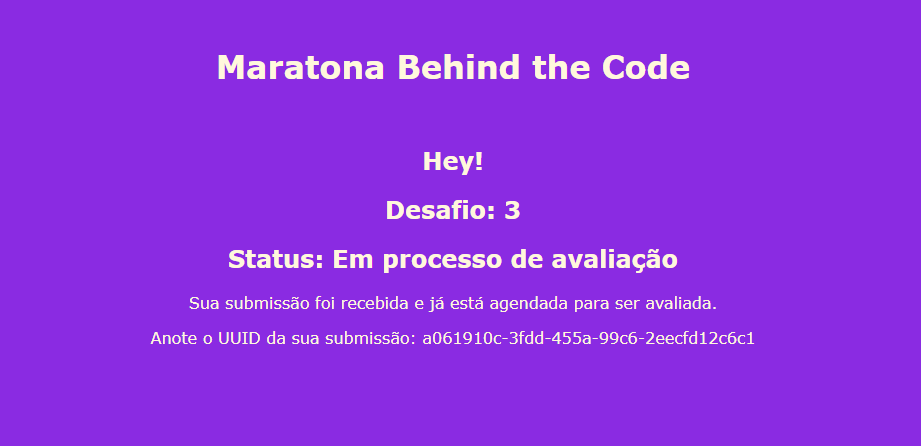 Maratona Behind the Code
Hey!
Desafio: 3
Status: Em processo de avaliação
Sua submissão foi recebida e já está agendada para ser avaliada.
Anote o UUID da sua submissão: a061910c-3fdd-455a-99c6-2eecfd12c6c1